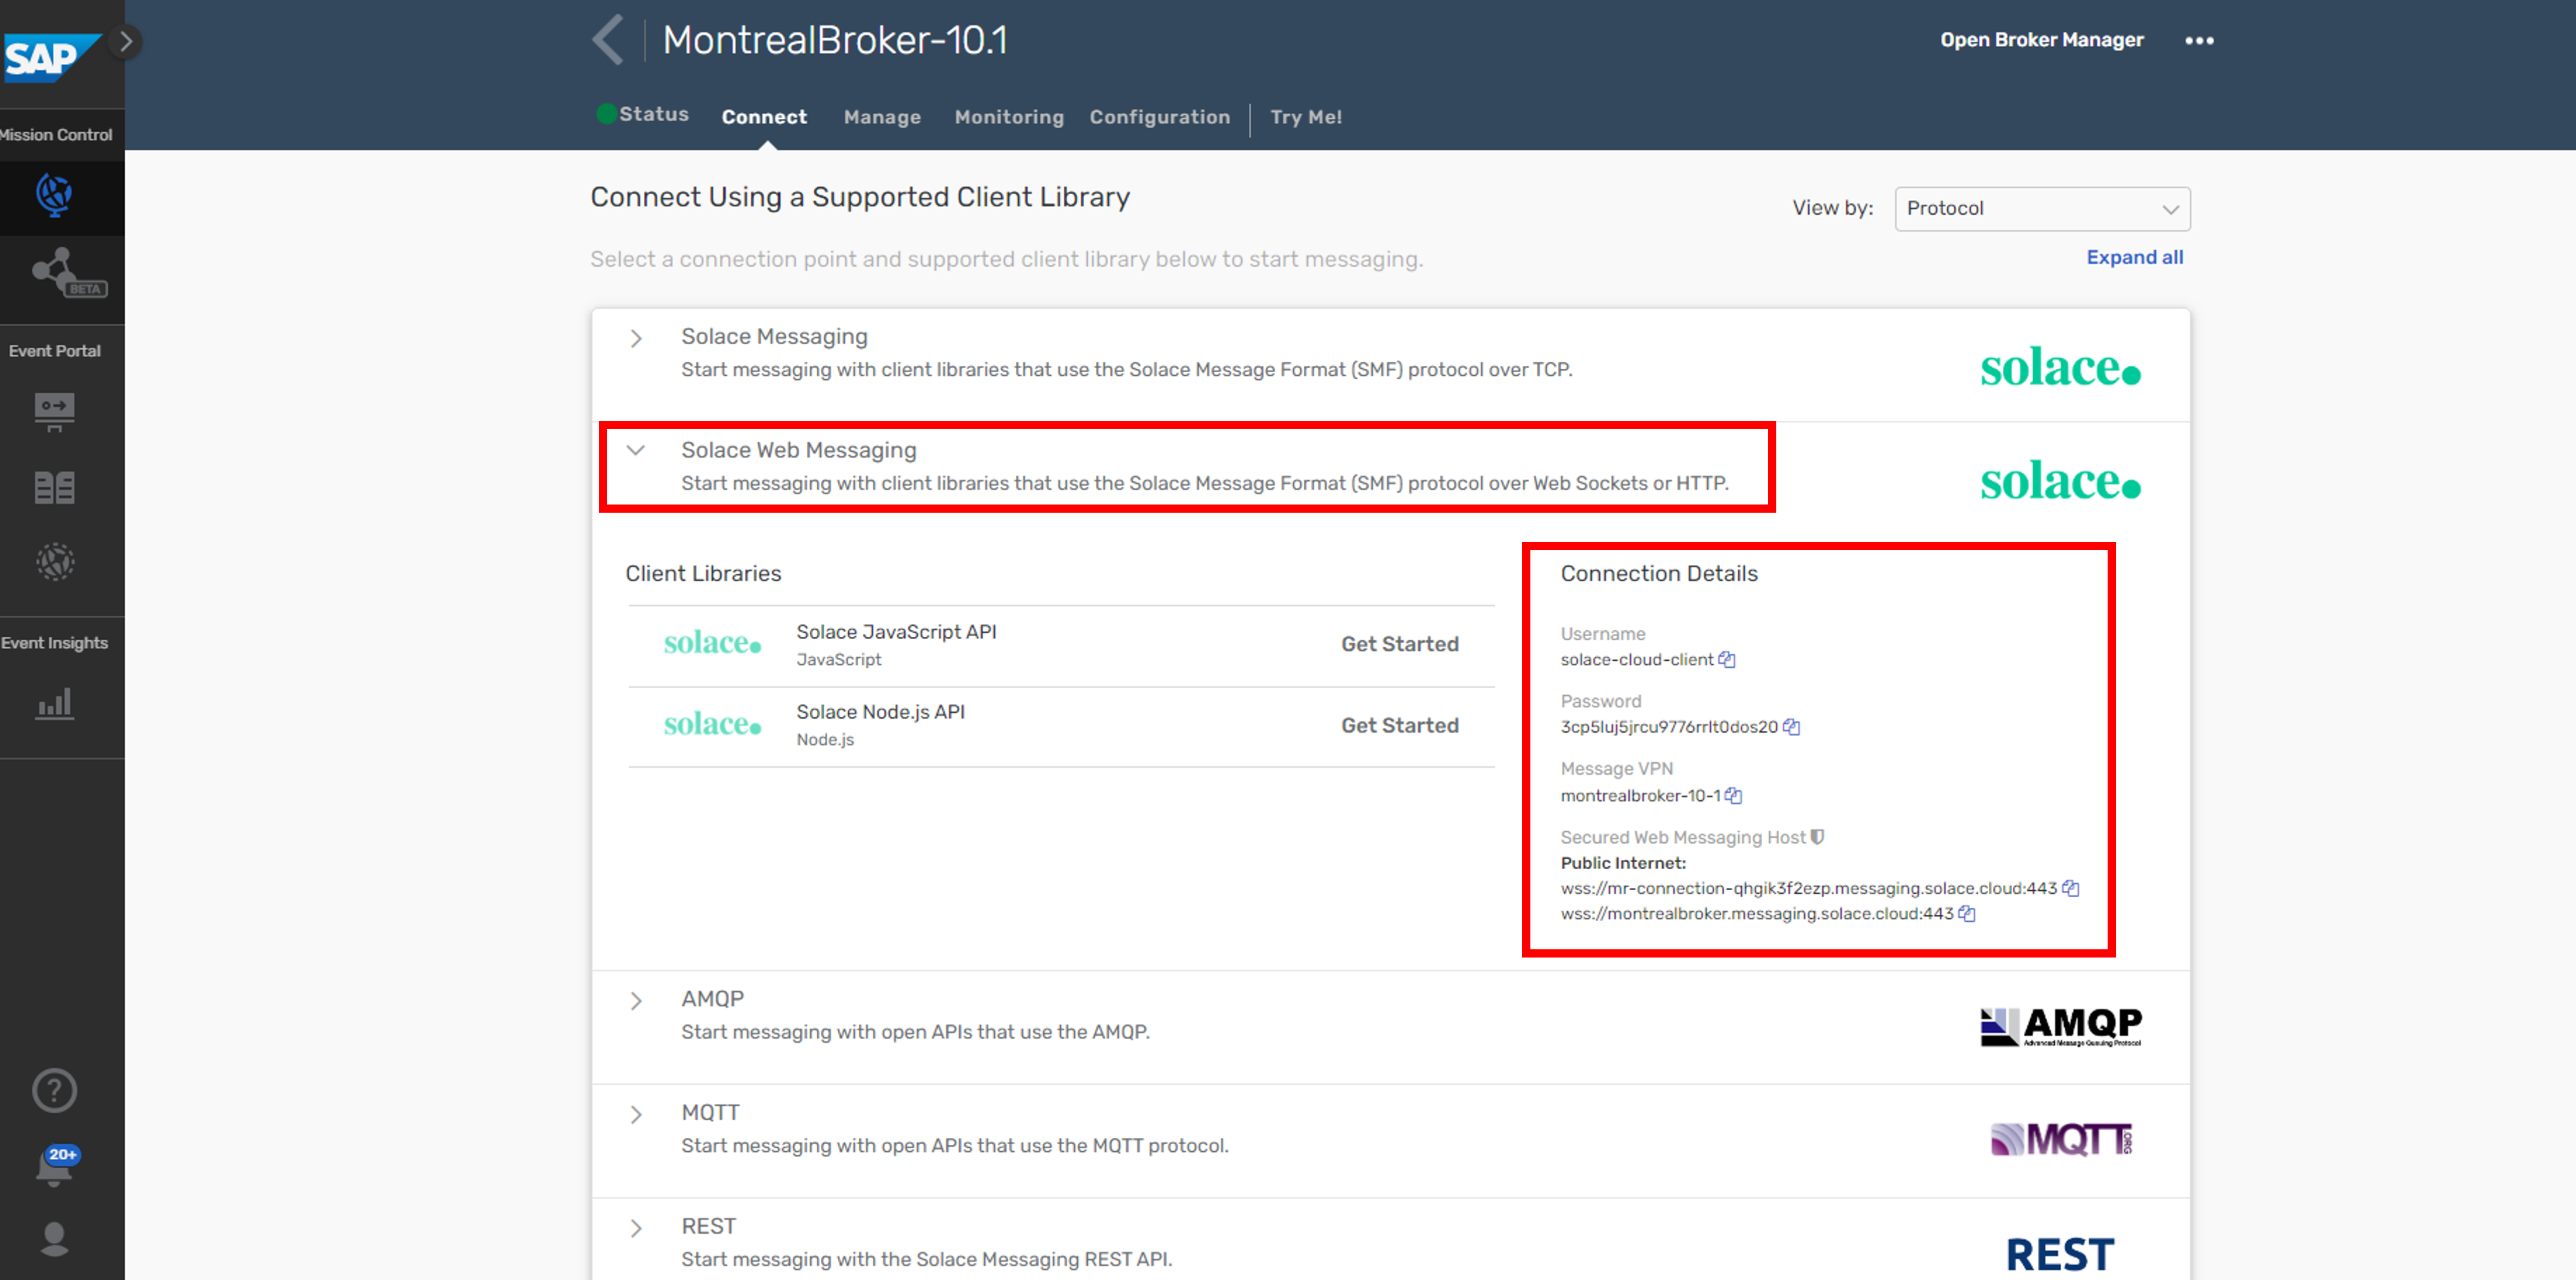 SAP
Mission Control
BETA
Event Portal
Event Insights
20+
MontrealBroker-10.1
Open Broker Manager
Status
Connect
Manage
Monitoring
Configuration
Try Me!
Connect Using a Supported Client Library
View by:
Protocol
Select a connection point and supported client library below to start messaging.
Expand all
Solace Messaging
Start messaging with client libraries that use the Solace Message Format (SMF) protocol over TCP.
solace.
Solace Web Messaging
Start messaging with client libraries that use the Solace Message Format (SMF) protocol over Web Sockets or HTTP.
solace.
Client Libraries
solace.
Solace JavaScript API
JavaScript
Get Started
solace.
Solace Node.js API
Node.js
Get Started
Connection Details
Username
solace-cloud-client
Password
3cp5luj5jrcu9776rrlt0dos20
Message VPN
montrealbroker-10-1
Secured Web Messaging Host
Public Internet:
wss://mr-connection-qhgik3f2ezp.messaging.solace.cloud:443
wss://montrealbroker.messaging.solace.cloud:443
AMQP
Start messaging with open APIs that use the AMQP.
AMQP
Advanced Message Queuing Protocol
MQTT
Start messaging with open APIs that use the MQTT protocol.
MQTT.ORG
REST
Start messaging with the Solace Messaging REST API.
REST